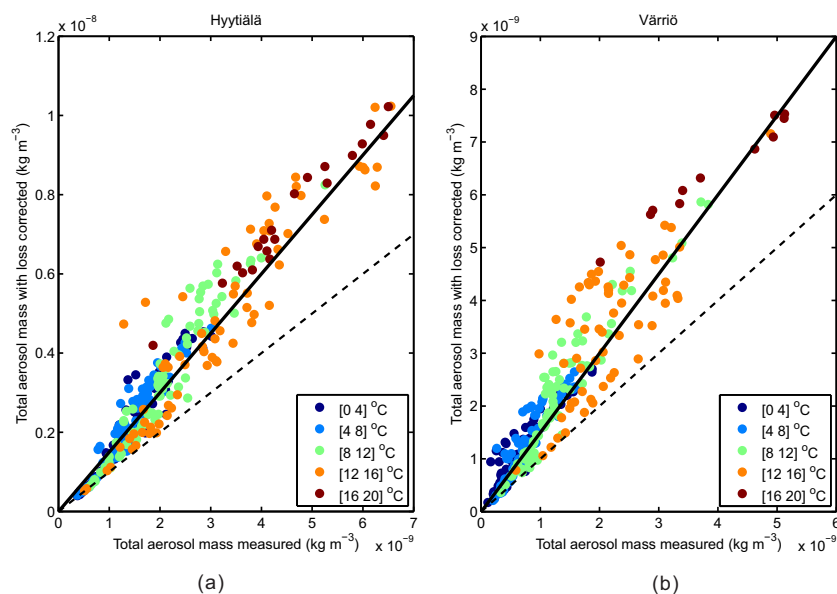 Hyytiälä
x 10⁻⁸
1.2
1
0.8
0.6
0.4
0.2
0
Total aerosol mass with loss corrected (kg m⁻³)
0 1 2 3 4 5 6 7
Total aerosol mass measured (kg m⁻³)
x 10⁻⁹
[0 4] °C
[4 8] °C
[8 12] °C
[12 16] °C
[16 20] °C
(a)
Värriö
x 10⁻⁹
9
8
7
6
5
4
3
2
1
0
Total aerosol mass with loss corrected (kg m⁻³)
0 1 2 3 4 5 6
Total aerosol mass measured (kg m⁻³)
x 10⁻⁹
[0 4] °C
[4 8] °C
[8 12] °C
[12 16] °C
[16 20] °C
(b)